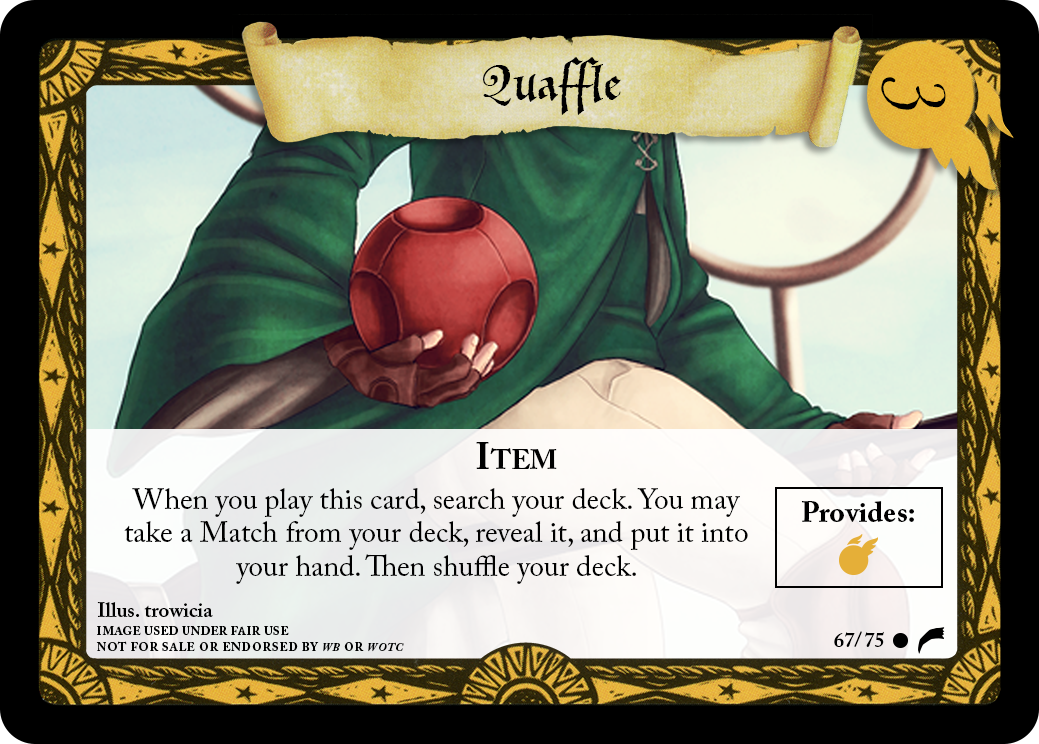 Quaffle
3
ITEM
When you play this card, search your deck. You may
take a Match from your deck, reveal it, and put it into
your hand. Then shuffle your deck.
Provides:
Illus. trowicia
IMAGE USED UNDER FAIR USE
NOT FOR SALE OR ENDORSED BY WB OR WOTC
67/75